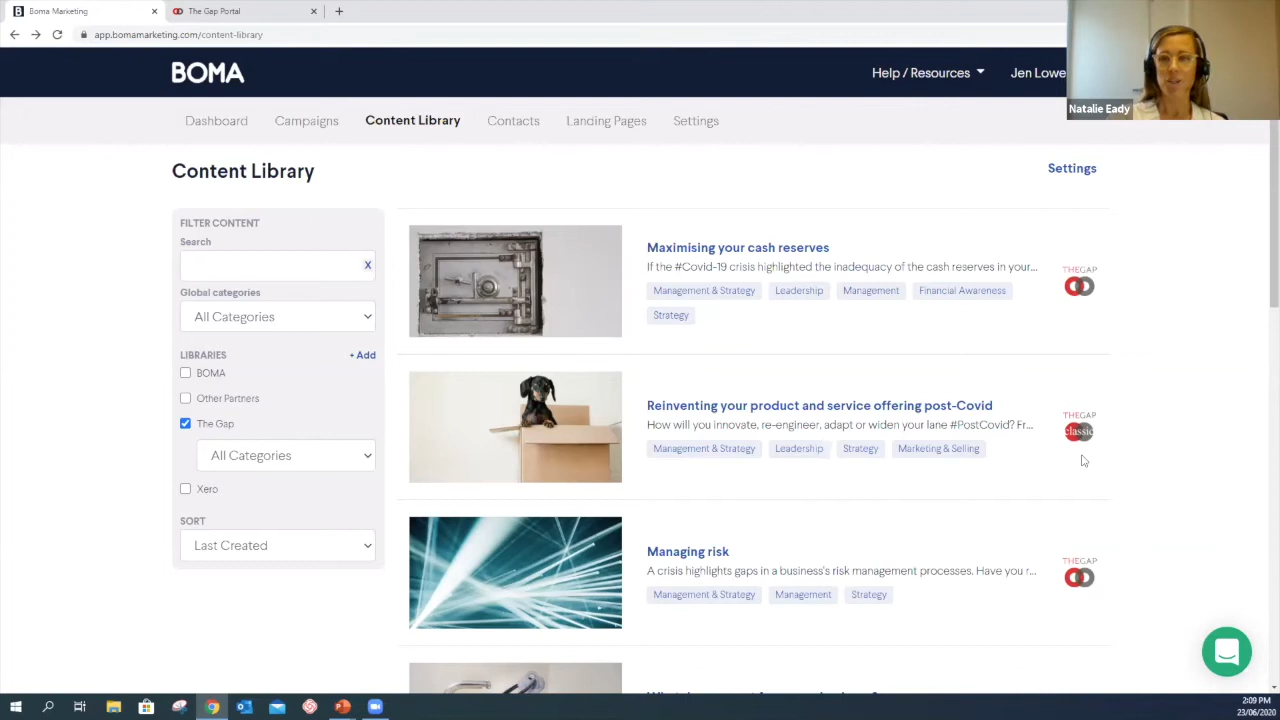 Boma Marketing
The Gap Portal
app.bomamarketing.com/content-library
BOMA
Help / Resources
Jen Lowe
Natalie Eady
Dashboard
Campaigns
Content Library
Contacts
Landing Pages
Settings
Content Library
Settings
FILTER CONTENT
Search
X
Global categories
All Categories
LIBRARIES
+ Add
BOMA
Other Partners
The Gap
All Categories
Xero
SORT
Last Created
Maximising your cash reserves
If the #Covid-19 crisis highlighted the inadequacy of the cash reserves in your...
Management & Strategy
Leadership
Management
Financial Awareness
Strategy
THEGAP
Reinventing your product and service offering post-Covid
How will you innovate, re-engineer, adapt or widen your lane #PostCovid? Fr...
Management & Strategy
Leadership
Strategy
Marketing & Selling
THEGAP
classic
Managing risk
A crisis highlights gaps in a business's risk management processes. Have you r...
Management & Strategy
Management
Strategy
THEGAP
2:09 PM
23/06/2020